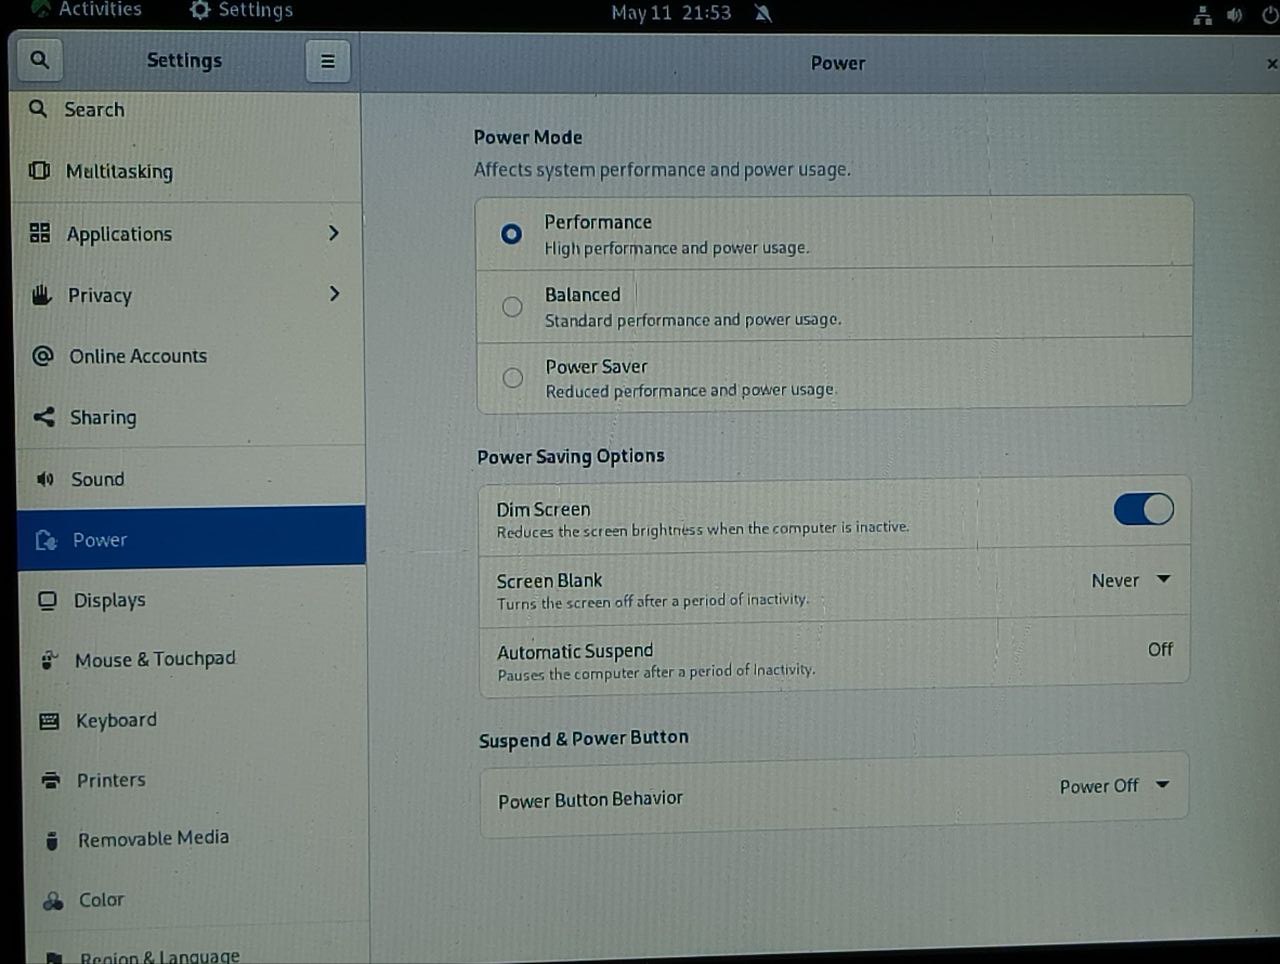 Activities
Settings
May 11 21:53
Settings
Power
Search
Multitasking
Applications
Privacy
Online Accounts
Sharing
Sound
Power
Displays
Mouse & Touchpad
Keyboard
Printers
Removable Media
Color
Region & Language
Power Mode
Affects system performance and power usage.
Performance
High performance and power usage.
Balanced
Standard performance and power usage.
Power Saver
Reduced performance and power usage.
Power Saving Options
Dim Screen
Reduces the screen brightness when the computer is inactive.
Screen Blank
Turns the screen off after a period of inactivity.
Never
Automatic Suspend
Pauses the computer after a period of inactivity.
Off
Suspend & Power Button
Power Button Behavior
Power Off